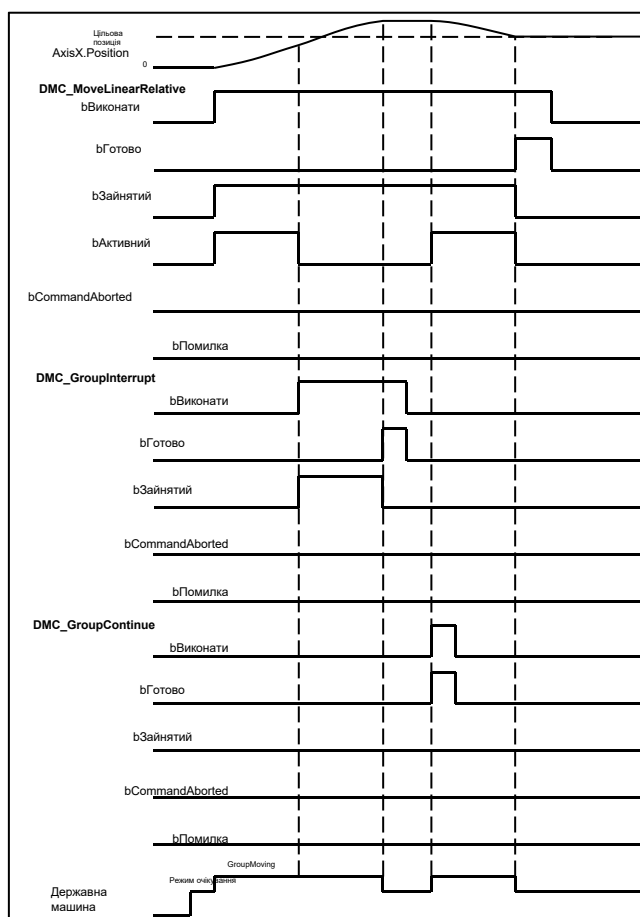 Цільова
позиція
AxisX.Position
0
DMC_MoveLinearRelative
bВиконати
bГотово
bЗайнятий
bАктивний
bCommandAborted
bПомилка
DMC_GroupInterrupt
bВиконати
bГотово
bЗайнятий
bCommandAborted
bПомилка
DMC_GroupContinue
bВиконати
bГотово
bЗайнятий
bCommandAborted
bПомилка
GroupMoving
Режим очікування
Державна
машина